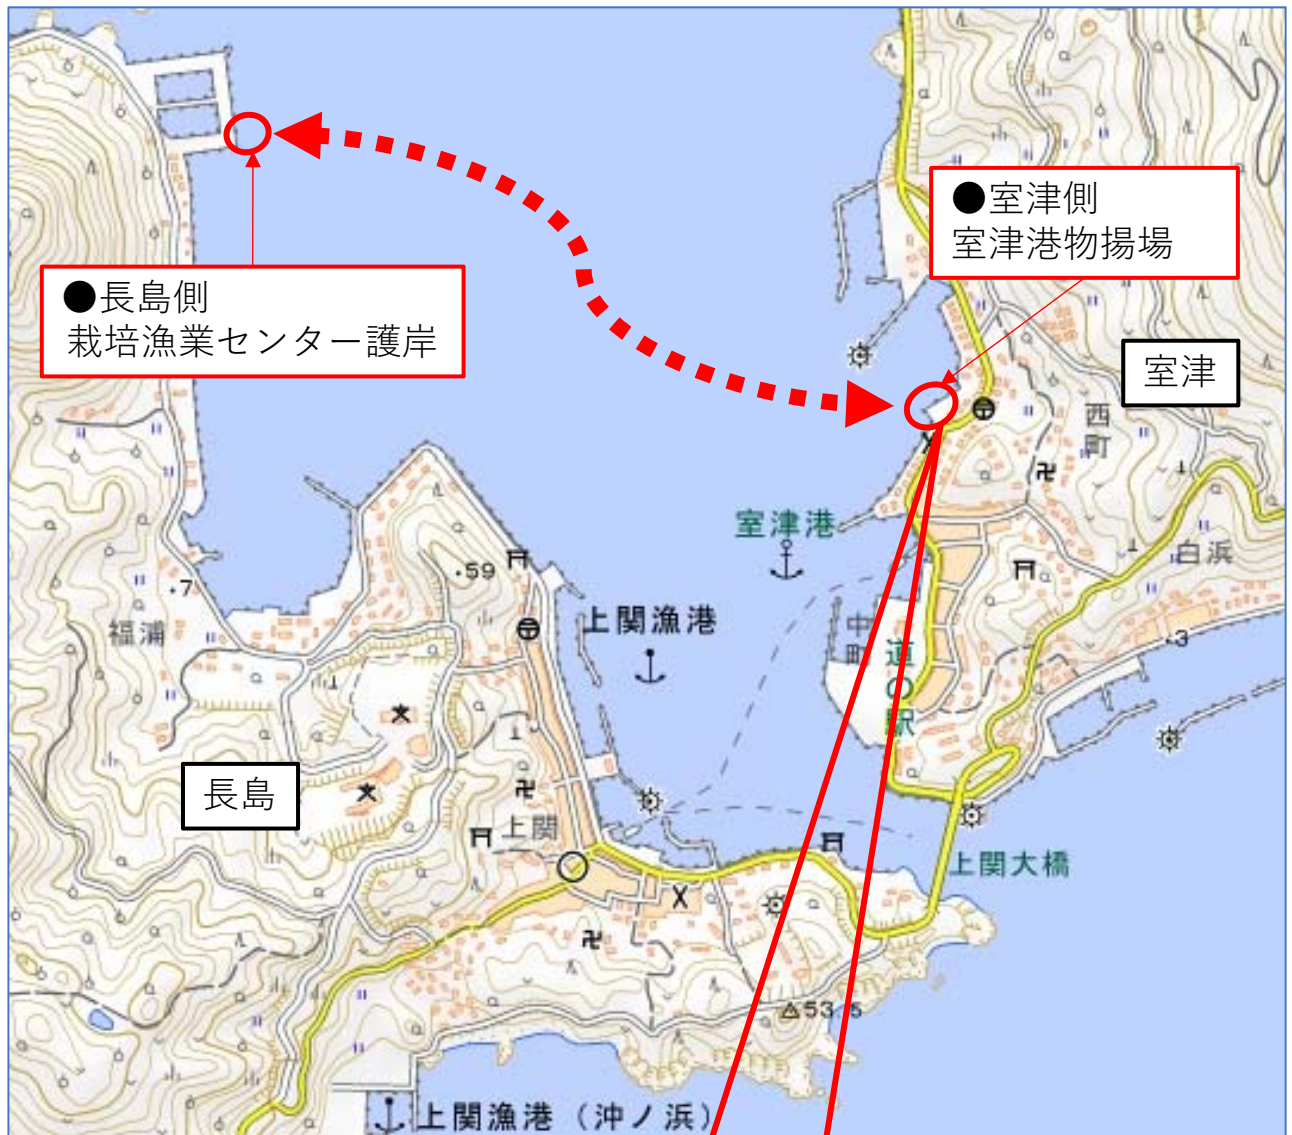 ●室津側
室津港物揚場
●長島側
栽培漁業センター護岸
室津
西町
室津港
白浜
59
7
上関漁港
福浦
中町
道の駅
3
長島
上関
上関大橋
53.5
上関漁港(沖ノ浜)